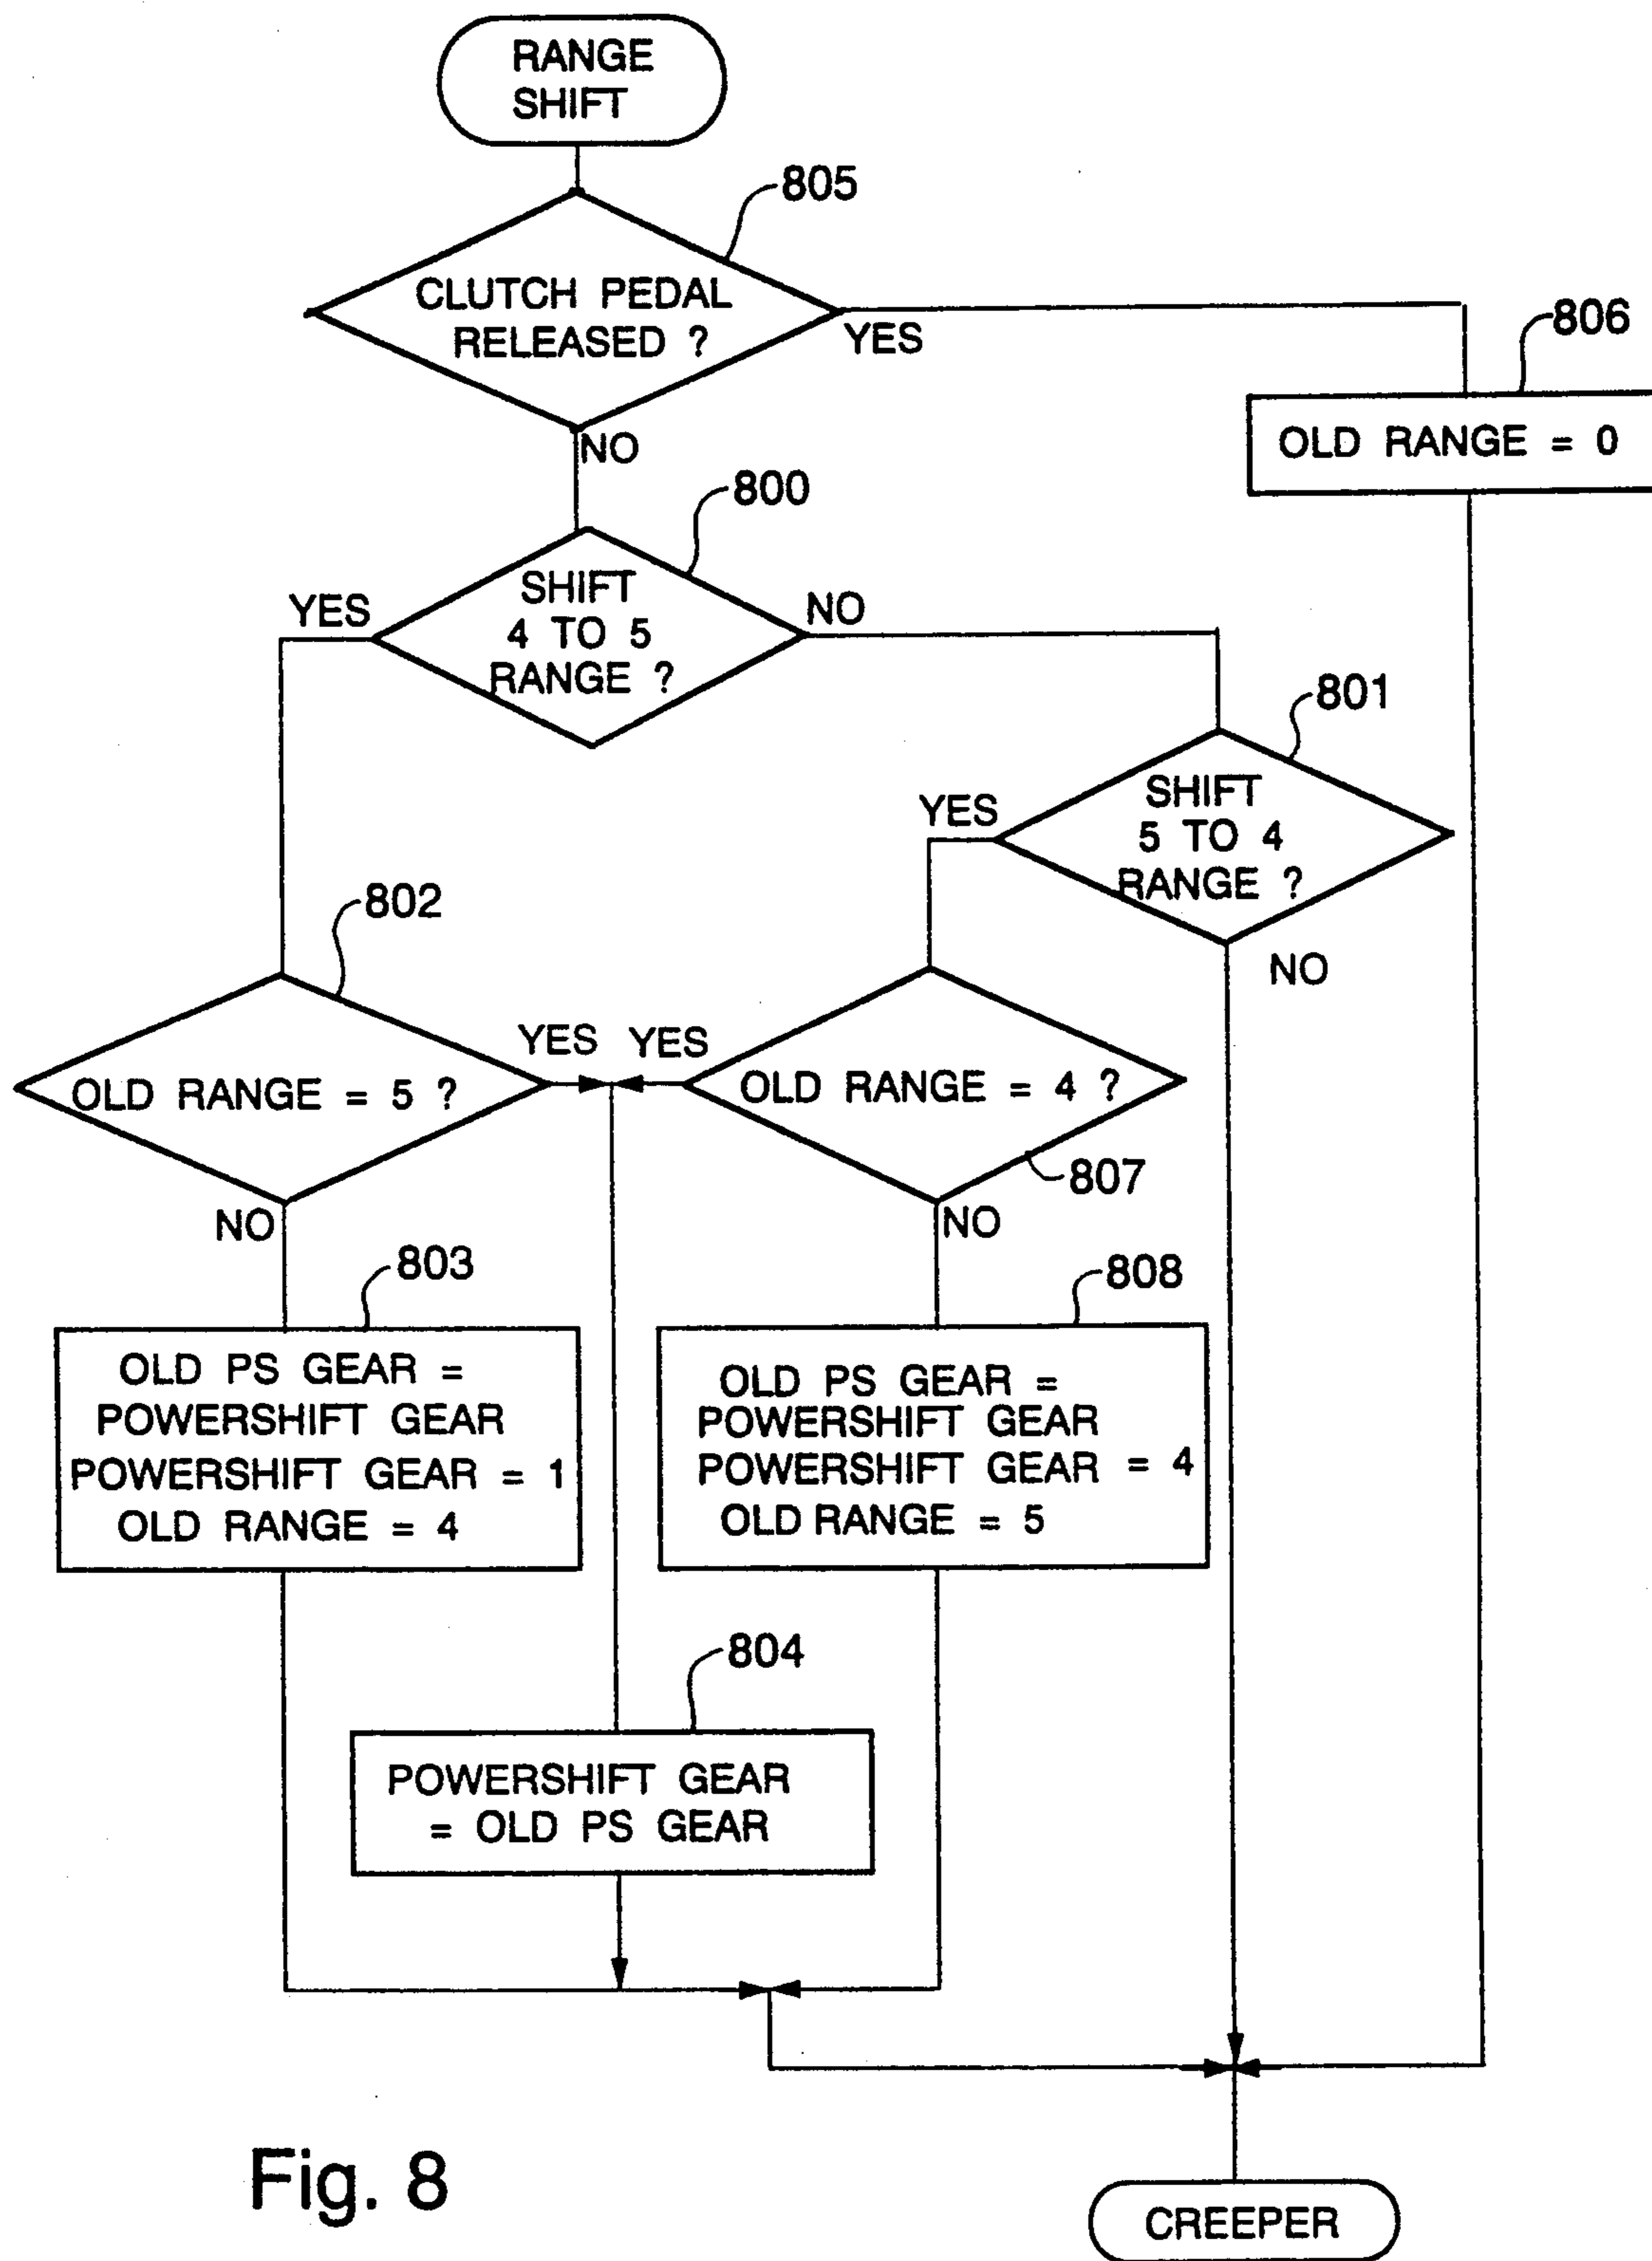 RANGE
SHIFT
805
CLUTCH PEDAL
RELEASED ?
YES
806
OLD RANGE = 0
NO
800
SHIFT
4 TO 5
RANGE ?
YES
NO
801
SHIFT
5 TO 4
RANGE ?
YES
NO
802
OLD RANGE = 5 ?
YES
YES
OLD RANGE = 4 ?
807
NO
NO
803
OLD PS GEAR =
POWERSHIFT GEAR
POWERSHIFT GEAR = 1
OLD RANGE = 4
808
OLD PS GEAR =
POWERSHIFT GEAR
POWERSHIFT GEAR = 4
OLD RANGE = 5
804
POWERSHIFT GEAR
= OLD PS GEAR
Fig. 8
CREEPER